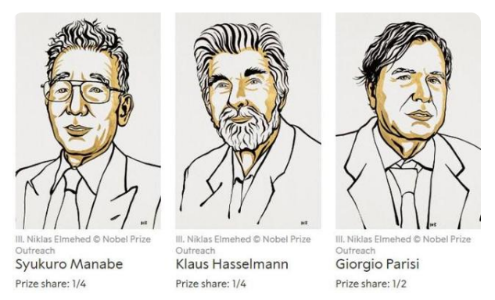 Ill. Niklas Elmehed © Nobel Prize
Outreach
Syukuro Manabe
Prize share: 1/4
Ill. Niklas Elmehed © Nobel Prize
Outreach
Klaus Hasselmann
Prize share: 1/4
Ill. Niklas Elmehed © Nobel Prize
Outreach
Giorgio Parisi
Prize share: 1/2